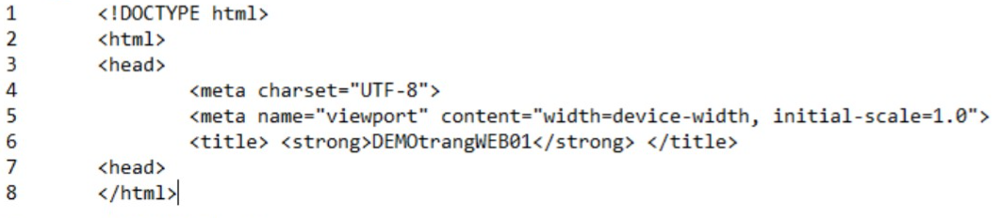 1 <!DOCTYPE html>
2 <html>
3 <head>
4 <meta charset="UTF-8">
5 <meta name="viewport" content="width=device-width, initial-scale=1.0">
6 <title> <strong>DEMOtrangWEB01</strong> </title>
7 <head>
8 </html>